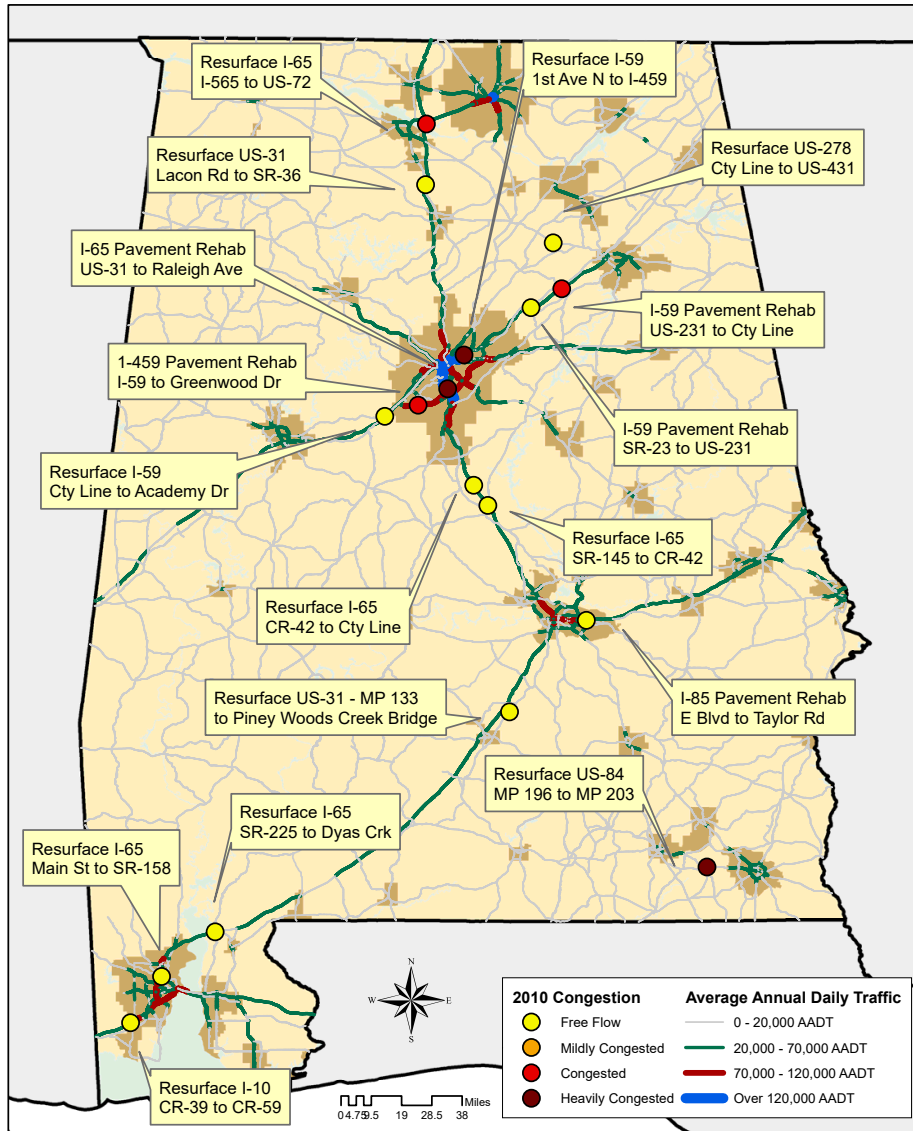 Resurface I-65
I-565 to US-72
Resurface I-59
1st Ave N to I-459
Resurface US-31
Lacon Rd to SR-36
Resurface US-278
Cty Line to US-431
I-65 Pavement Rehab
US-31 to Raleigh Ave
I-59 Pavement Rehab
US-231 to Cty Line
1-459 Pavement Rehab
I-59 to Greenwood Dr
I-59 Pavement Rehab
SR-23 to US-231
Resurface I-59
Cty Line to Academy Dr
Resurface I-65
SR-145 to CR-42
Resurface I-65
CR-42 to Cty Line
Resurface US-31 - MP 133
to Piney Woods Creek Bridge
I-85 Pavement Rehab
E Blvd to Taylor Rd
Resurface US-84
MP 196 to MP 203
Resurface I-65
SR-225 to Dyas Crk
Resurface I-65
Main St to SR-158
Resurface I-10
CR-39 to CR-59
N
W E
S
Miles
0 4.75 9.5 19 28.5 38
2010 Congestion
Free Flow
Mildly Congested
Congested
Heavily Congested
Average Annual Daily Traffic
0 - 20,000 AADT
20,000 - 70,000 AADT
70,000 - 120,000 AADT
Over 120,000 AADT